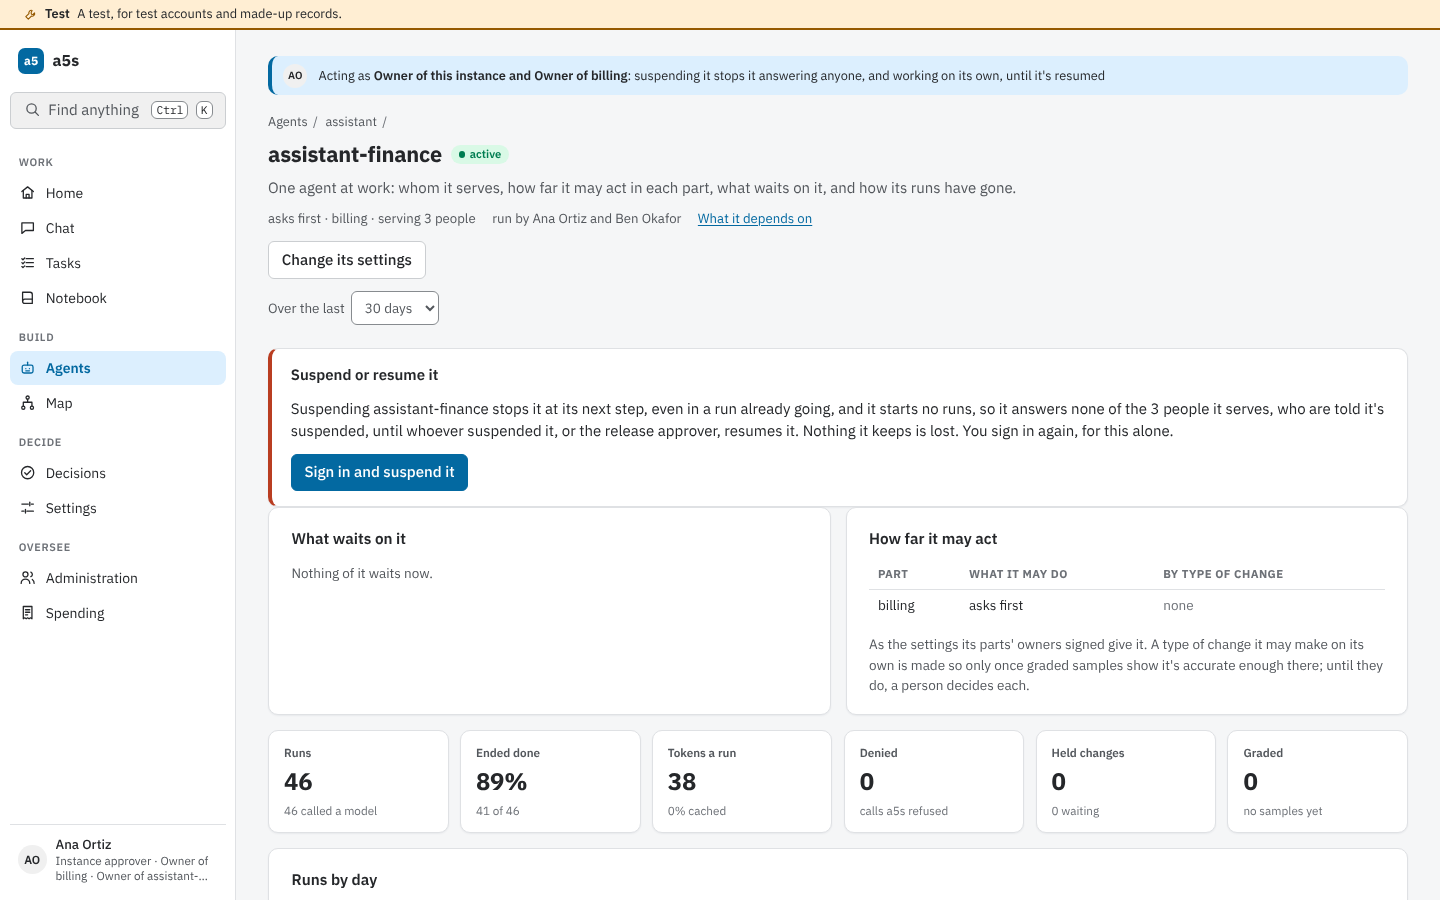 Test A test, for test accounts and made-up records.
a5 a5s
Find anything Ctrl K
WORK
Home
Chat
Tasks
Notebook
BUILD
Agents
Map
DECIDE
Decisions
Settings
OVERSEE
Administration
Spending
AO Ana Ortiz
Instance approver · Owner of
billing · Owner of assistant-...
AO Acting as Owner of this instance and Owner of billing: suspending it stops it answering anyone, and working on its own, until it's resumed
Agents / assistant /
assistant-finance active
One agent at work: whom it serves, how far it may act in each part, what waits on it, and how its runs have gone.
asks first · billing · serving 3 people run by Ana Ortiz and Ben Okafor What it depends on
Change its settings
Over the last 30 days
Suspend or resume it
Suspending assistant-finance stops it at its next step, even in a run already going, and it starts no runs, so it answers none of the 3 people it serves, who are told it's
suspended, until whoever suspended it, or the release approver, resumes it. Nothing it keeps is lost. You sign in again, for this alone.
Sign in and suspend it
What waits on it
Nothing of it waits now.
How far it may act
PART WHAT IT MAY DO BY TYPE OF CHANGE
billing asks first none
As the settings its parts' owners signed give it. A type of change it may make on its
own is made so only once graded samples show it's accurate enough there; until they
do, a person decides each.
Runs
46
46 called a model
Ended done
89%
41 of 46
Tokens a run
38
0% cached
Denied
0
calls a5s refused
Held changes
0
0 waiting
Graded
0
no samples yet
Runs by day